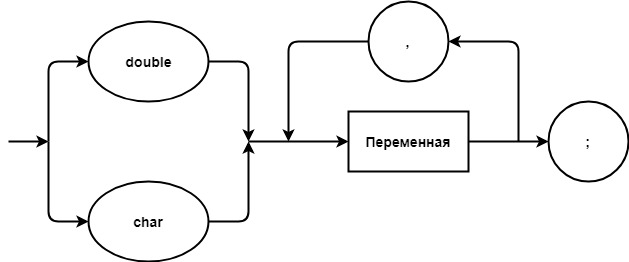 double
,
Переменная
;
char